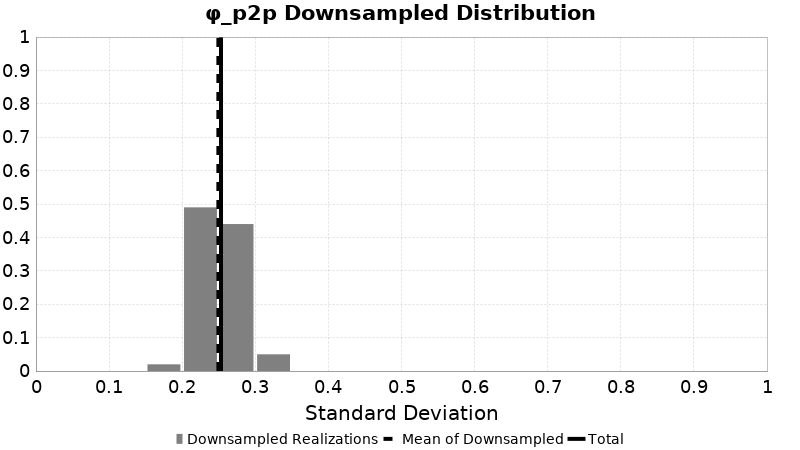 φ_p2p Downsampled Distribution
1
0.9
0.8
0.7
0.6
0.5
0.4
0.3
0.2
0.1
0
0 0.1 0.2 0.3 0.4 0.5 0.6 0.7 0.8 0.9 1
Standard Deviation
Downsampled Realizations Mean of Downsampled Total